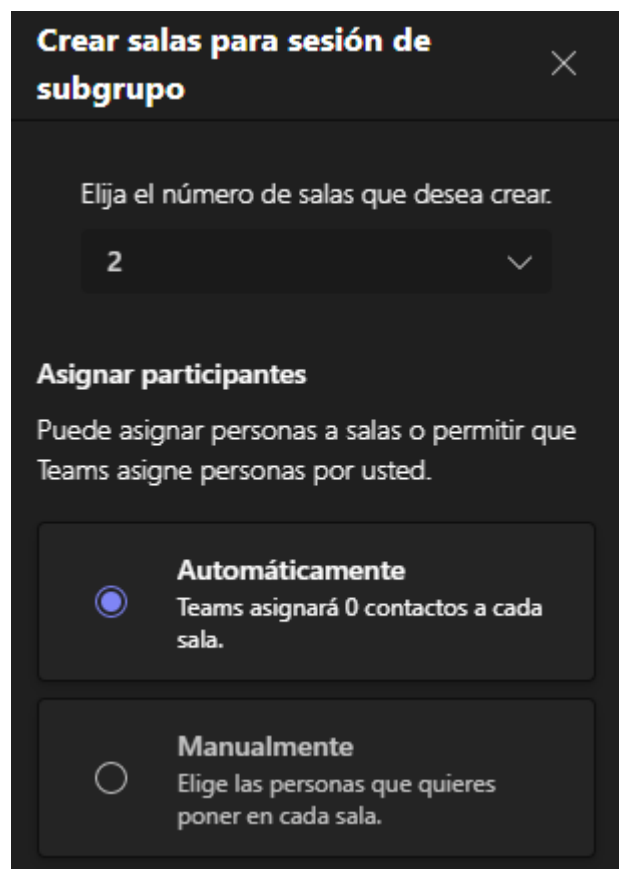 Crear salas para sesión de
subgrupo
Elija el número de salas que desea crear.
2
Asignar participantes
Puede asignar personas a salas o permitir que
Teams asigne personas por usted.
Automáticamente
Teams asignará 0 contactos a cada
sala.
Manualmente
Elige las personas que quieres
poner en cada sala.